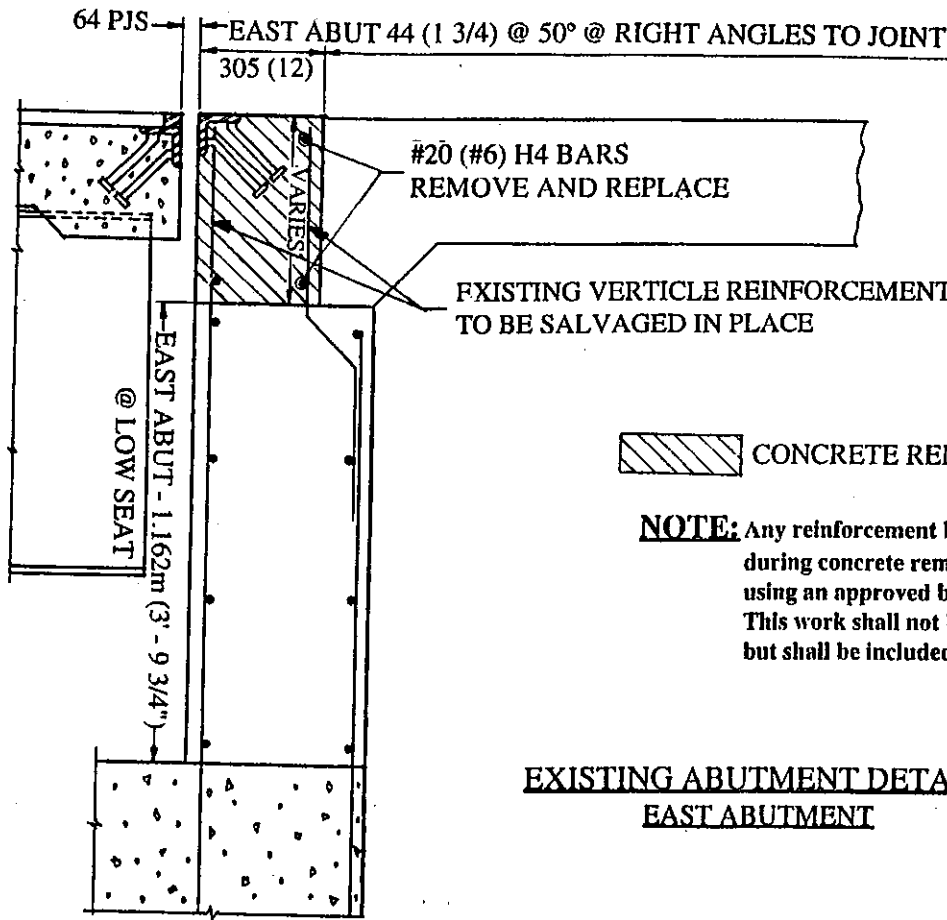 64 PJS
EAST ABUT 44 (1 3/4) @ 50° @ RIGHT ANGLES TO JOINT
305 (12)
#20 (#6) H4 BARS
REMOVE AND REPLACE
VARIES
EXISTING VERTICLE REINFORCEMENT
TO BE SALVAGED IN PLACE
EAST ABUT - 1.162m (3' - 9 3/4")
@ LOW SEAT
CONCRETE REM
NOTE: Any reinforcement b
during concrete rem
using an approved b
This work shall not
but shall be included
EXISTING ABUTMENT DETA
EAST ABUTMENT